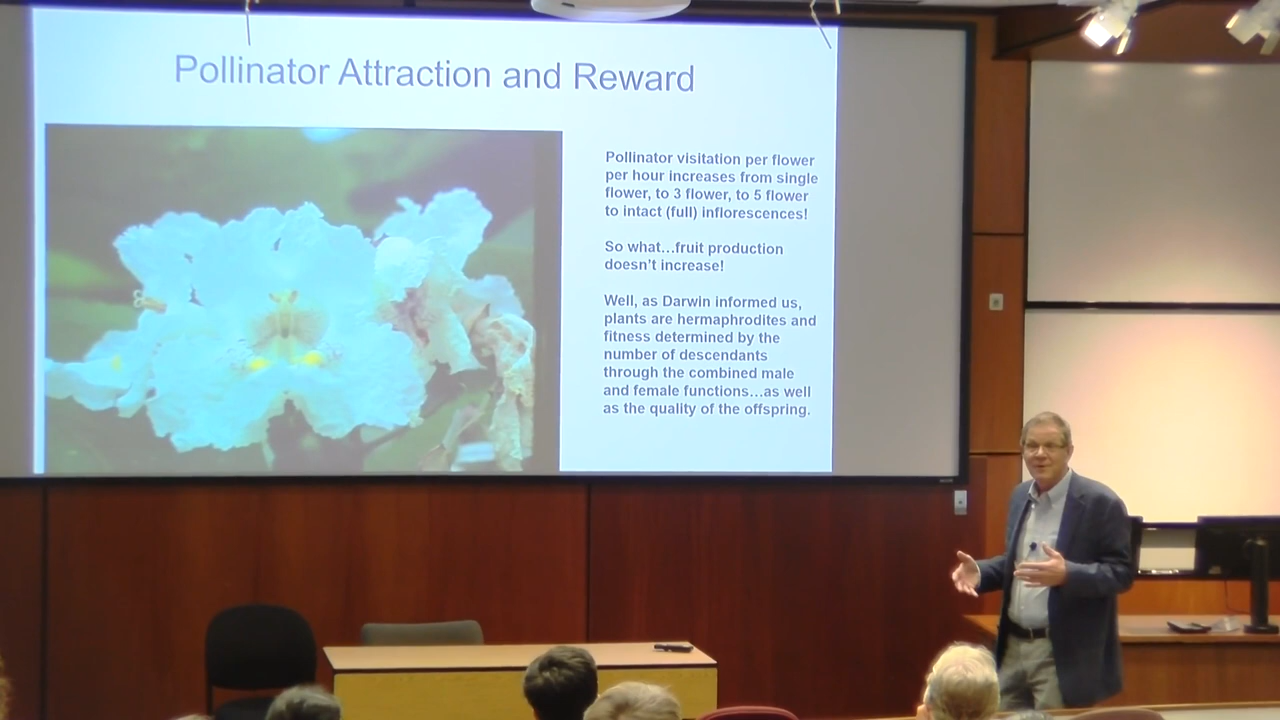 Pollinator Attraction and Reward
Pollinator visitation per flower
per hour increases from single
flower, to 3 flower, to 5 flower
to intact (full) inflorescences!
So what...fruit production
doesn't increase!
Well, as Darwin informed us,
plants are hermaphrodites and
fitness determined by the
number of descendants
through the combined male
and female functions...as well
as the quality of the offspring.